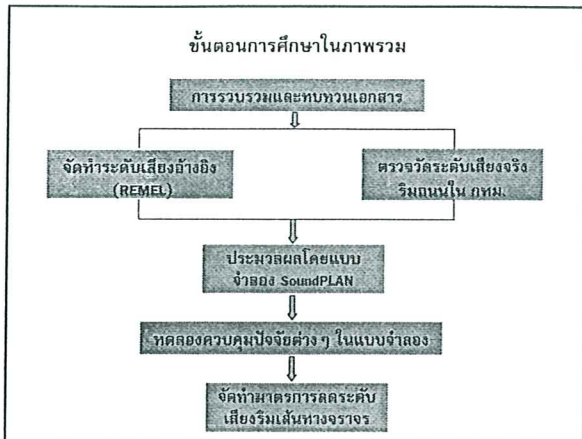 ขั้นตอนการศึกษาในภาพรวม
การรวบรวมและทบทวนเอกสาร
จัดทำระดับเสียงอ้างอิง
(REMEL)
ตรวจวัดระดับเสียงจริง
ริมถนนใน กทม.
ประมวลผลโดยแบบ
จำลอง SoundPLAN
ทดลองควบคุมปัจจัยต่าง ๆ ในแบบจำลอง
จัดทำมาตรการลดระดับ
เสียงริมเส้นทางจราจร